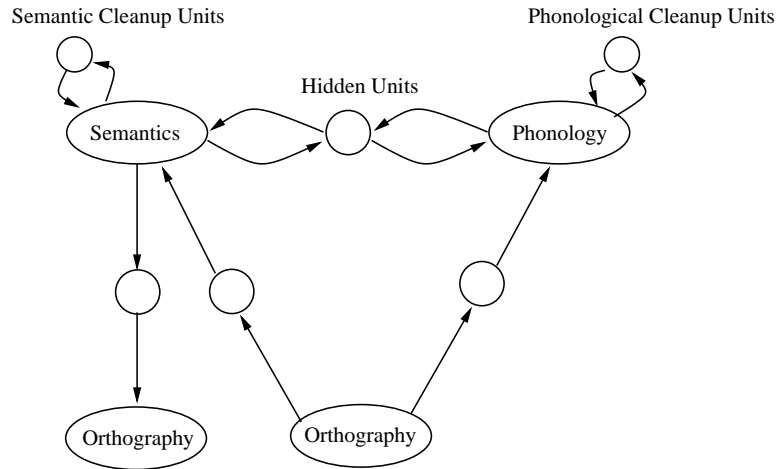 Semantic Cleanup Units
Phonological Cleanup Units
Hidden Units
Semantics
Phonology
Orthography
Orthography